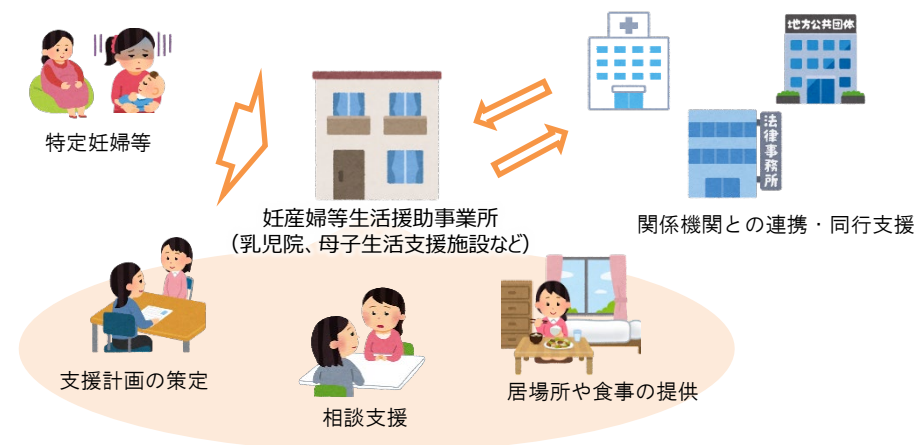 地方公共団体
特定妊婦等
法律事務所
妊産婦等生活援助事業所
（乳児院、母子生活支援施設など）
関係機関との連携・同行支援
支援計画の策定
相談支援
居場所や食事の提供